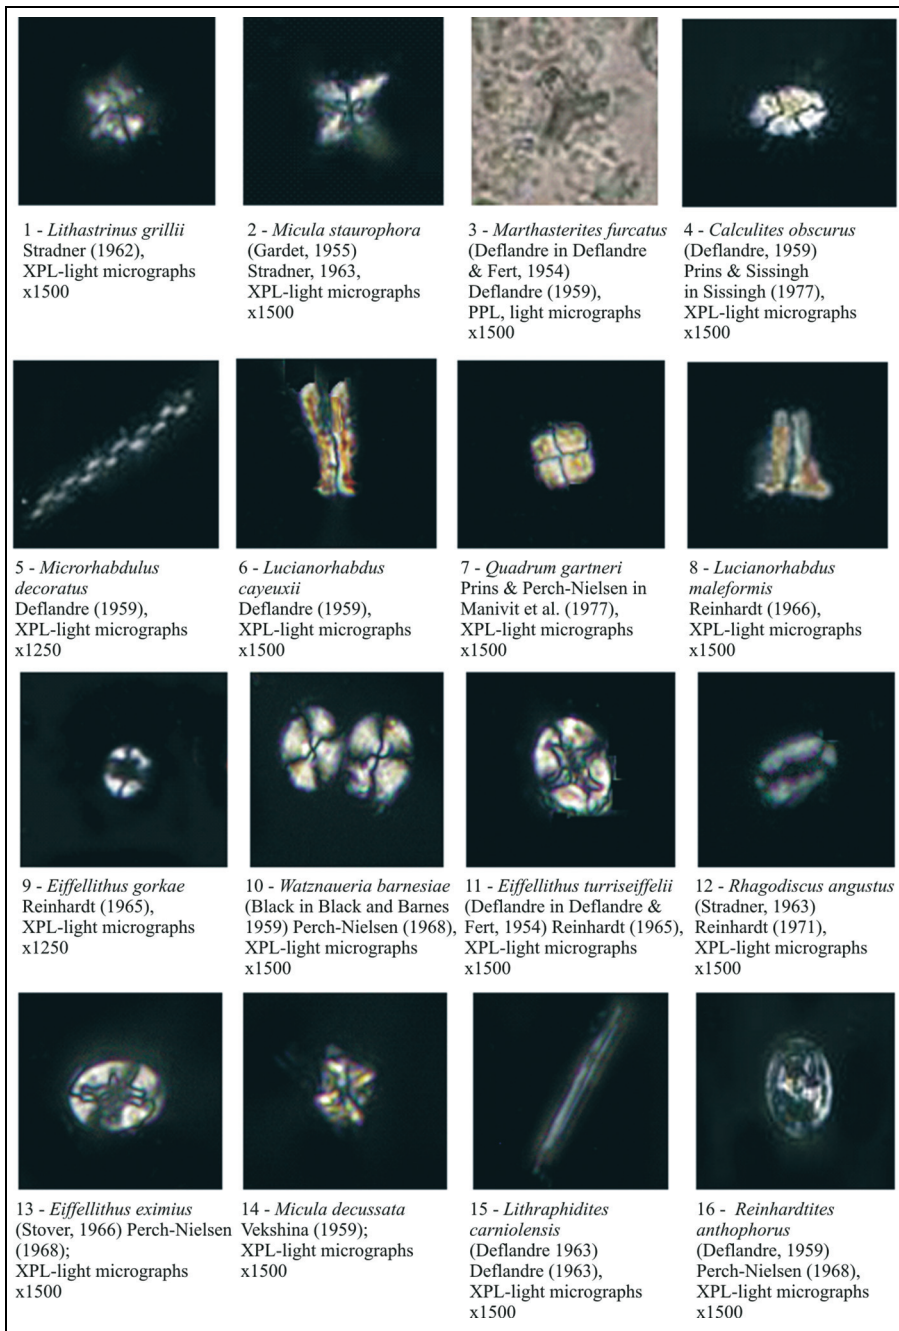 1 - Lithastrinus grillii
Stradner (1962),
XPL-light micrographs
x1500
2 - Micula staurophora
(Gardet, 1955)
Stradner, 1963,
XPL-light micrographs
x1500
3 - Marthasterites furcatus
(Deflandre in Deflandre
& Fert, 1954)
Deflandre (1959),
PPL, light micrographs
x1500
4 - Calculites obscurus
(Deflandre, 1959)
Prins & Sissingh
in Sissingh (1977),
XPL-light micrographs
x1500
5 - Microrhabdulus
decoratus
Deflandre (1959),
XPL-light micrographs
x1250
6 - Lucianorhabdus
cayeuxii
Deflandre (1959),
XPL-light micrographs
x1500
7 - Quadrum gartneri
Prins & Perch-Nielsen in
Manivit et al. (1977),
XPL-light micrographs
x1500
8 - Lucianorhabdus
maleformis
Reinhardt (1966),
XPL-light micrographs
x1500
9 - Eiffellithus gorkae
Reinhardt (1965),
XPL-light micrographs
x1250
10 - Watznaueria barnesiae
(Black in Black and Barnes
1959) Perch-Nielsen (1968),
XPL-light micrographs
x1500
11 - Eiffellithus turriseiffelii
(Deflandre in Deflandre &
Fert, 1954) Reinhardt (1965),
XPL-light micrographs
x1500
12 - Rhagodiscus angustus
(Stradner, 1963)
Reinhardt (1971),
XPL-light micrographs
x1500
13 - Eiffellithus eximius
(Stover, 1966) Perch-Nielsen
(1968);
XPL-light micrographs
x1500
14 - Micula decussata
Vekshina (1959);
XPL-light micrographs
x1500
15 - Lithraphidites
carniolensis
(Deflandre 1963)
Deflandre (1963),
XPL-light micrographs
x1500
16 - Reinhardtites
anthophorus
(Deflandre, 1959)
Perch-Nielsen (1968),
XPL-light micrographs
x1500